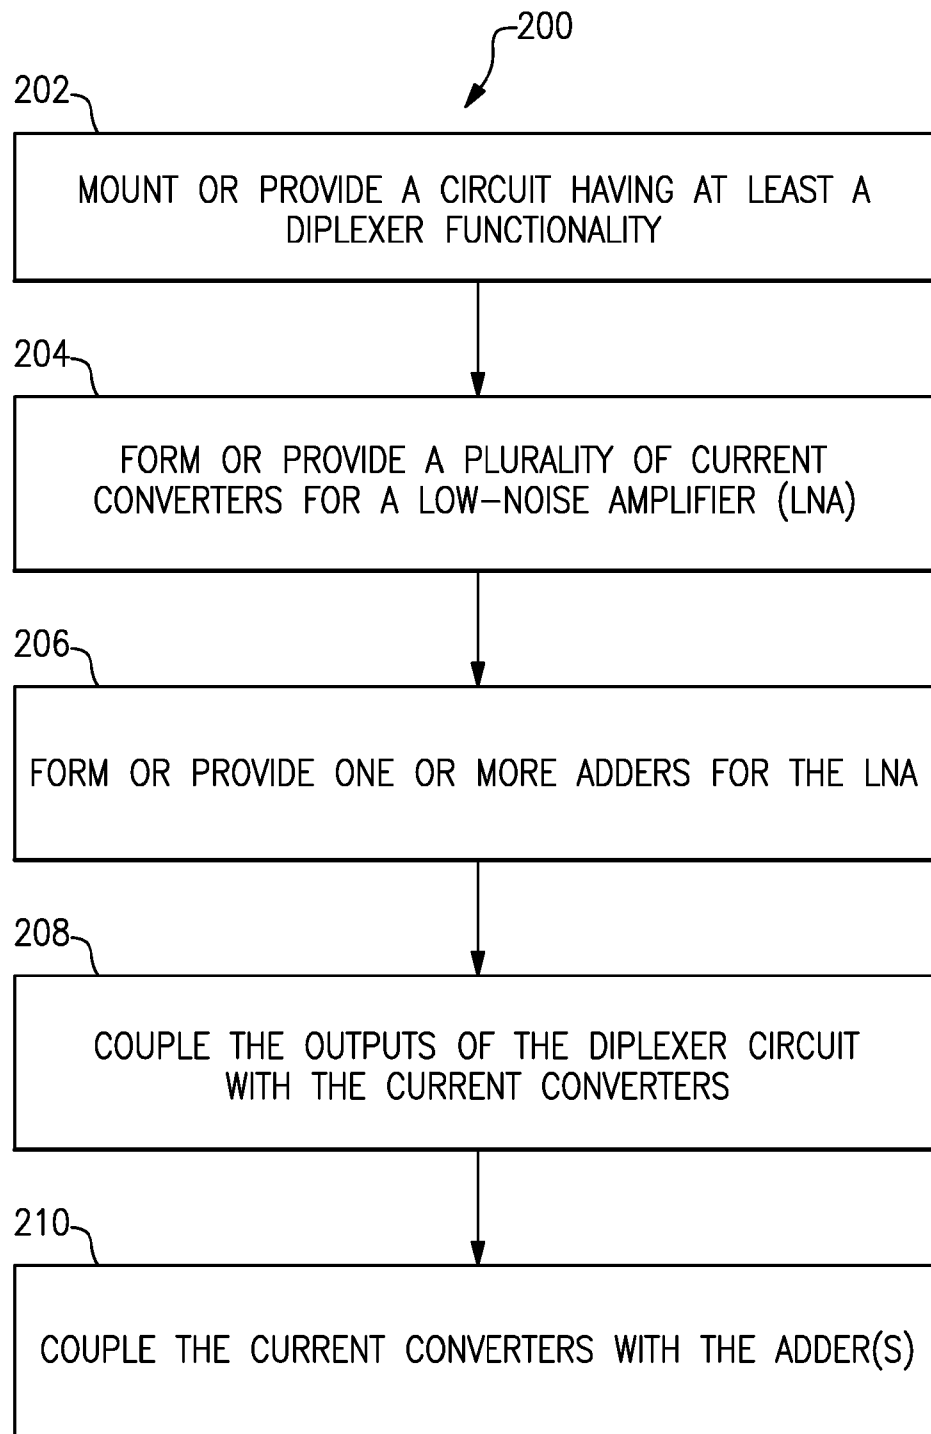 200
202
MOUNT OR PROVIDE A CIRCUIT HAVING AT LEAST A
DIPLEXER FUNCTIONALITY
204
FORM OR PROVIDE A PLURALITY OF CURRENT
CONVERTERS FOR A LOW-NOISE AMPLIFIER (LNA)
206
FORM OR PROVIDE ONE OR MORE ADDERS FOR THE LNA
208
COUPLE THE OUTPUTS OF THE DIPLEXER CIRCUIT
WITH THE CURRENT CONVERTERS
210
COUPLE THE CURRENT CONVERTERS WITH THE ADDER(S)